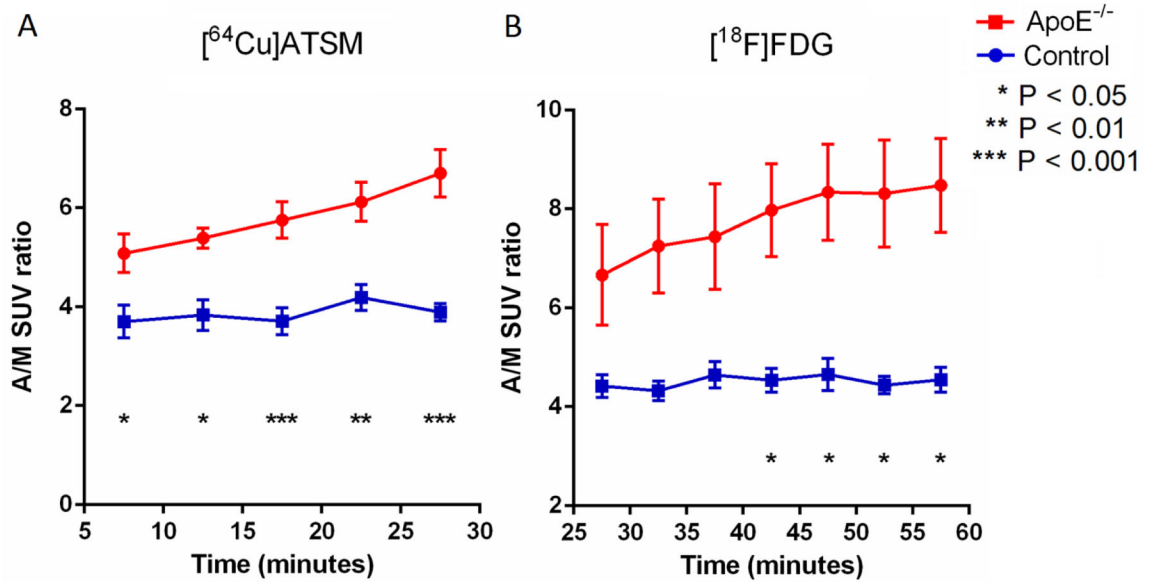 A
[⁶⁴Cu]ATSM
8
6
4
2
0
A/M SUV ratio
* * *** ** ***
5 10 15 20 25 30
Time (minutes)
B
[¹⁸F]FDG
10
8
6
4
2
A/M SUV ratio
* * * *
25 30 35 40 45 50 55 60
Time (minutes)
ApoE⁻/⁻
Control
* P < 0.05
** P < 0.01
*** P < 0.001